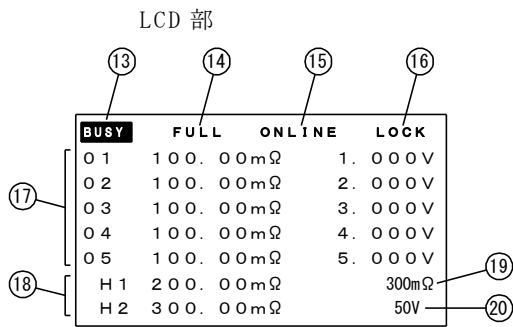 LCD 部
⑬ ⑭ ⑮ ⑯
BUSY FULL ONLINE LOCK
01 100.00mΩ 1.000V
02 100.00mΩ 2.000V
03 100.00mΩ 3.000V
04 100.00mΩ 4.000V
05 100.00mΩ 5.000V
⑰
H1 200.00mΩ 300mΩ ⑲
H2 300.00mΩ 50V ⑳
⑱